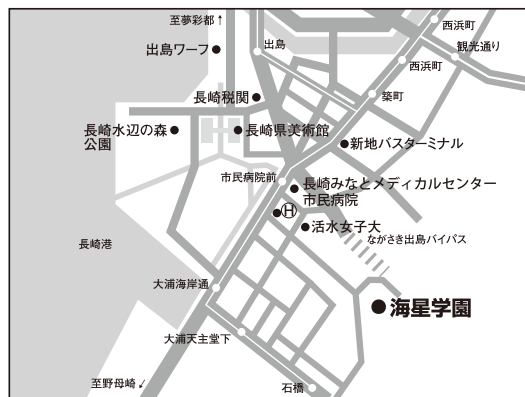 至夢彩都↑
出島
西浜町
出島ワーフ
観光通り
西浜町
長崎税関
築町
長崎水辺の森
公園
長崎県美術館
新地バスターミナル
市民病院前
長崎みなとメディカルセンター
市民病院
H
活水女子大
長崎港
ながさき出島バイパス
大浦海岸通
海星学園
大浦天主堂下
至野母崎↙
石橋